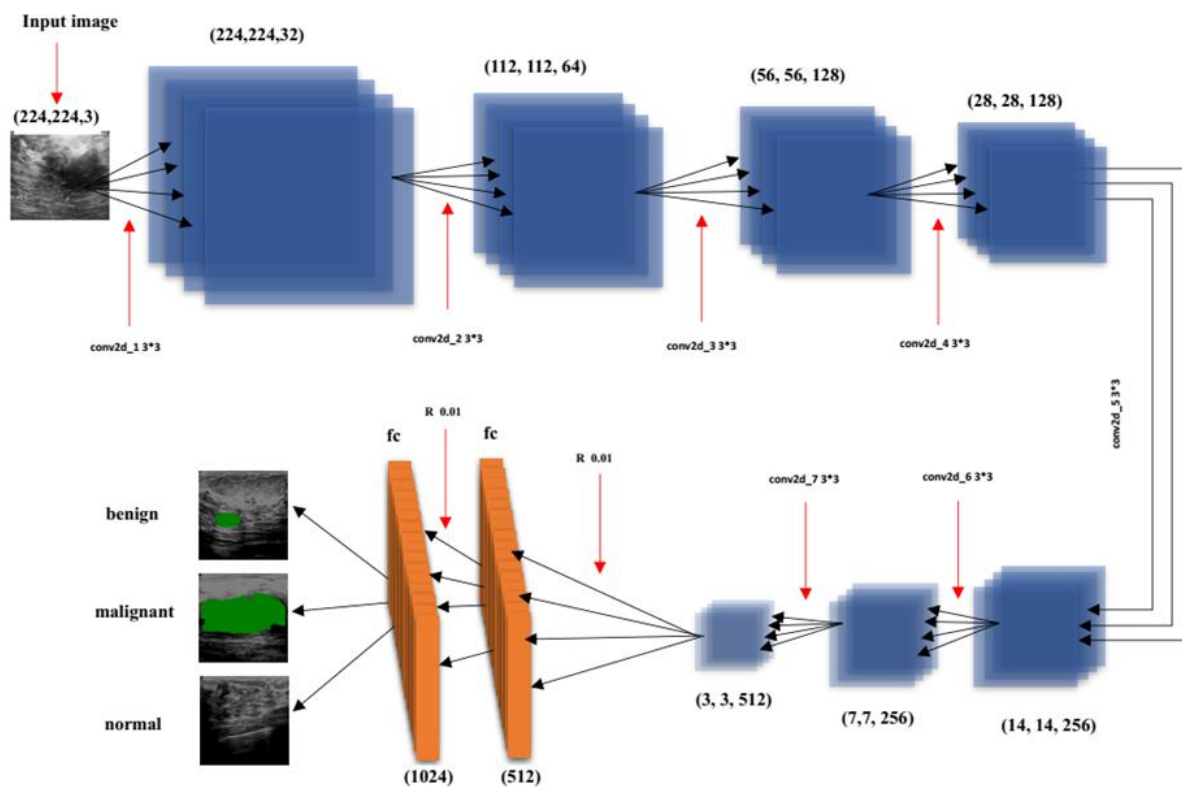 Input image
(224,224,3)
(224,224,32)
(112, 112, 64)
(56, 56, 128)
(28, 28, 128)
conv2d_1 3*3
conv2d_2 3*3
conv2d_3 3*3
conv2d_4 3*3
conv2d_5 3*3
conv2d_6 3*3
conv2d_7 3*3
(14, 14, 256)
(7,7, 256)
(3, 3, 512)
R 0.01
fc
(512)
R 0.01
fc
(1024)
benign
malignant
normal